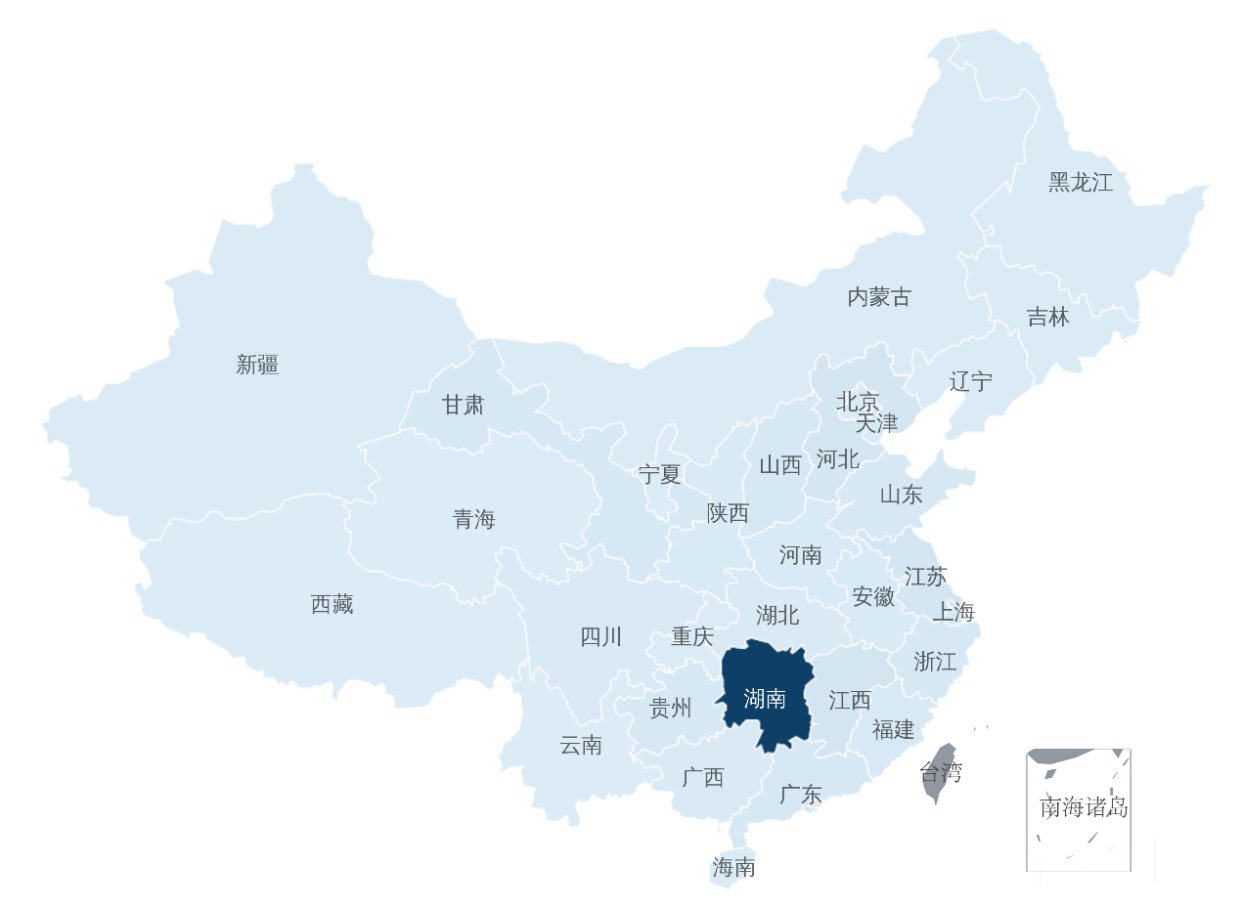 黑龙江
内蒙古
吉林
新疆
辽宁
甘肃
北京
天津
河北
山西
宁夏
山东
陕西
青海
河南
江苏
安徽
西藏
上海
湖北
四川
重庆
浙江
湖南
江西
贵州
福建
云南
台湾
广西
广东
南海诸岛
海南